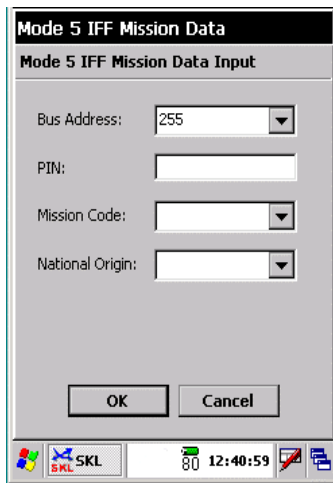 Mode 5 IFF Mission Data
Mode 5 IFF Mission Data Input
Bus Address: 255
PIN:
Mission Code:
National Origin:
OK Cancel
SKL SKL 80 12:40:59